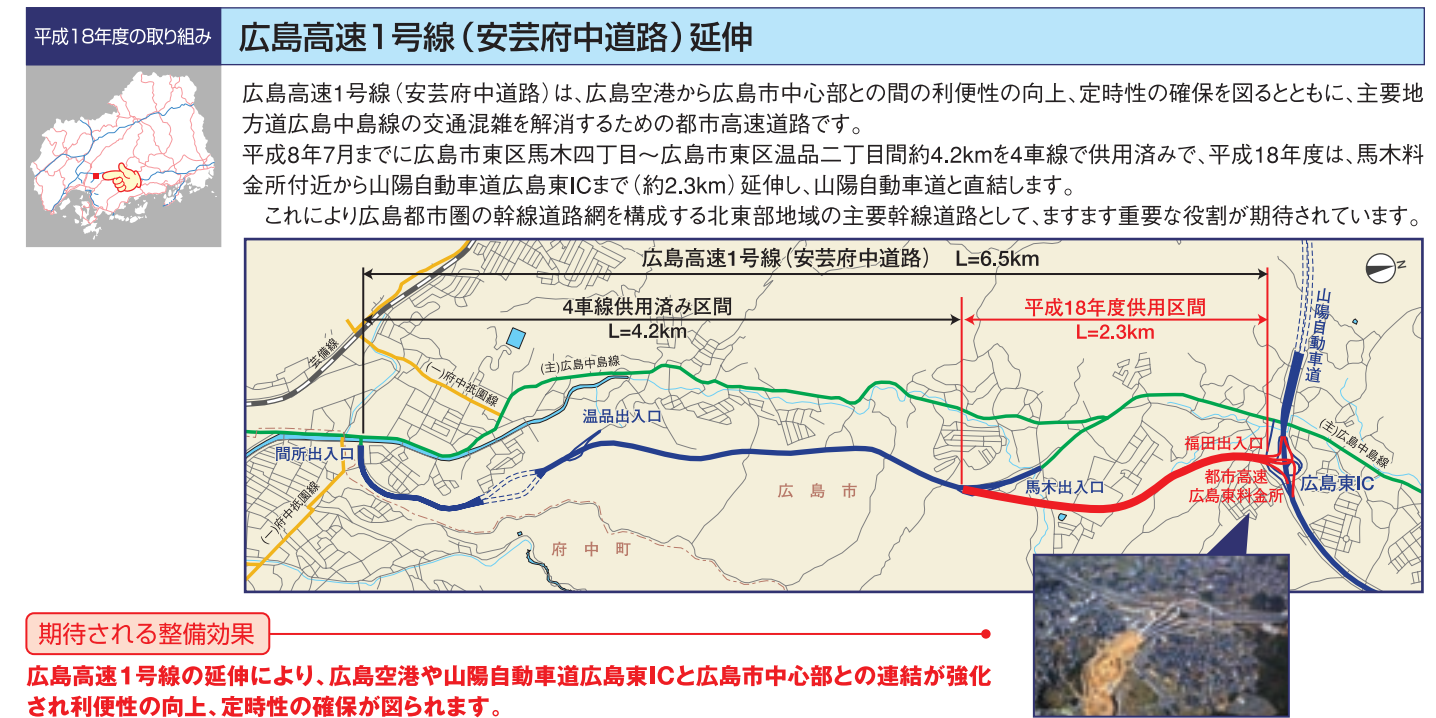 平成18年度の取り組み
広島高速1号線（安芸府中道路）延伸
広島高速1号線（安芸府中道路）は、広島空港から広島市中心部との間の利便性の向上、定時性の確保を図るとともに、主要地
方道広島中島線の交通混雑を解消するための都市高速道路です。
平成8年7月までに広島市東区馬木四丁目～広島市東区温品二丁目間約4.2kmを4車線で供用済みで、平成18年度は、馬木料
金所付近から山陽自動車道広島東ICまで（約2.3km）延伸し、山陽自動車道と直結します。
これにより広島都市圏の幹線道路網を構成する北東部地域の主要幹線道路として、ますます重要な役割が期待されています。
広島高速1号線（安芸府中道路）　L=6.5km
N
4車線供用済み区間
L=4.2km
平成18年度供用区間
L=2.3km
山陽自動車道
芸備線
(一)府中祇園線
(主)広島中島線
温品出入口
間所出入口
(一)府中祇園線
福田出入口
(主)広島中島線
都市高速
広島東料金所
広島東IC
馬木出入口
広島市
府中町
期待される整備効果
広島高速1号線の延伸により、広島空港や山陽自動車道広島東ICと広島市中心部との連結が強化
され利便性の向上、定時性の確保が図られます。